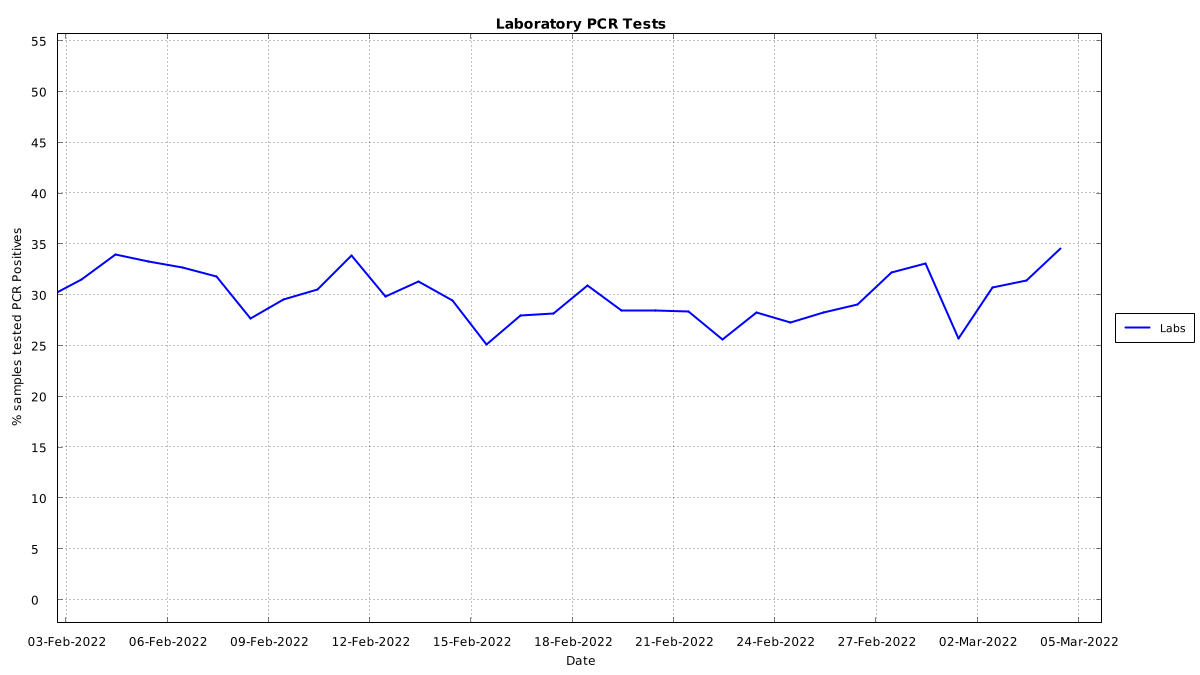 Laboratory PCR Tests
55
50
45
40
35
30
25
20
15
10
5
0
% samples tested PCR Positives
03-Feb-2022 06-Feb-2022 09-Feb-2022 12-Feb-2022 15-Feb-2022 18-Feb-2022 21-Feb-2022 24-Feb-2022 27-Feb-2022 02-Mar-2022 05-Mar-2022
Date
Labs